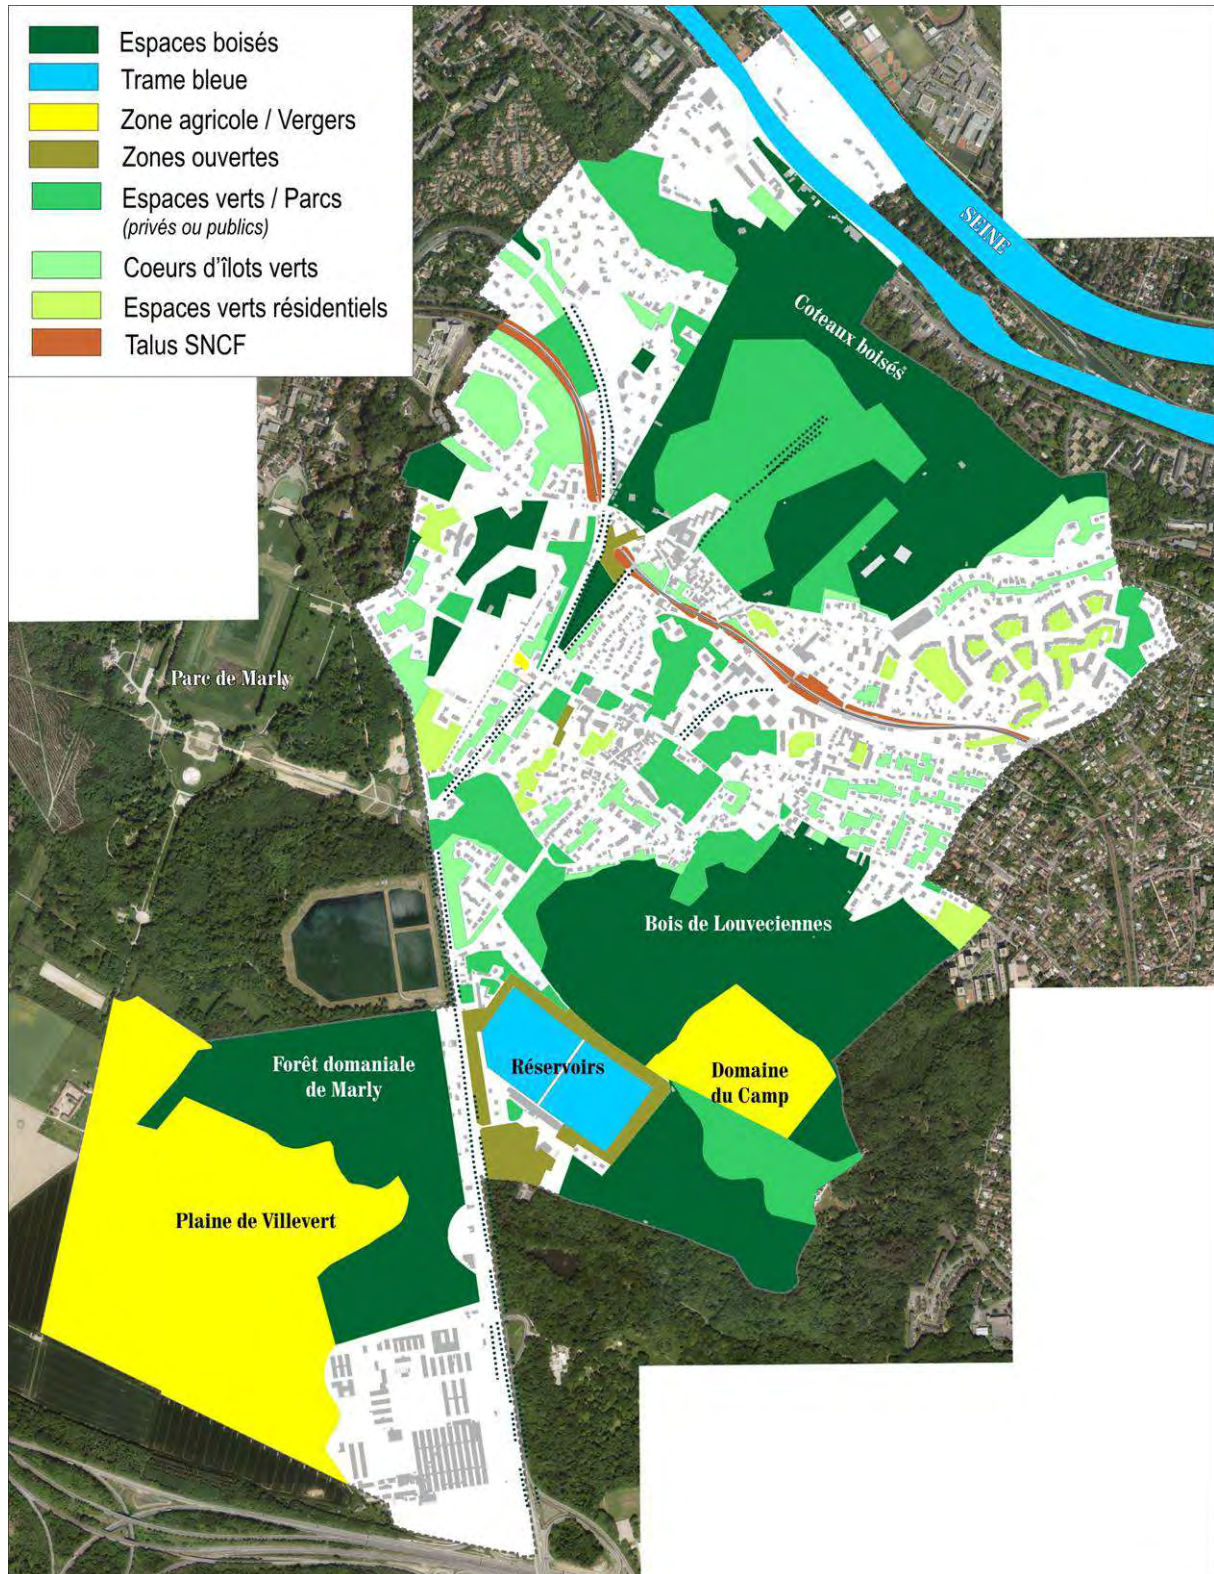 Espaces boisés
Trame bleue
Zone agricole / Vergers
Zones ouvertes
Espaces verts / Parcs
(privés ou publics)
Coeurs d'îlots verts
Espaces verts résidentiels
Talus SNCF
SEINE
Coteaux boisés
Parc de Marly
Bois de Louveciennes
Forêt domaniale
de Marly
Réservoirs
Domaine
du Camp
Plaine de Villevert